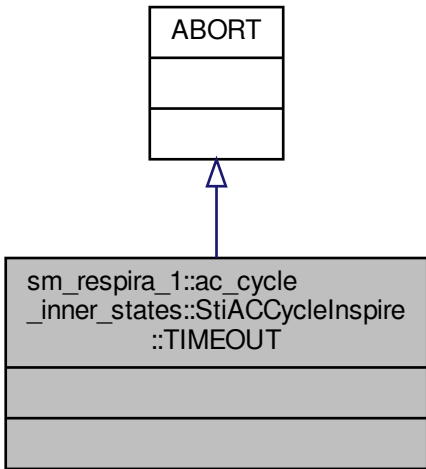 ABORT
sm_respira_1::ac_cycle
_inner_states::StiACCycleInspire
::TIMEOUT